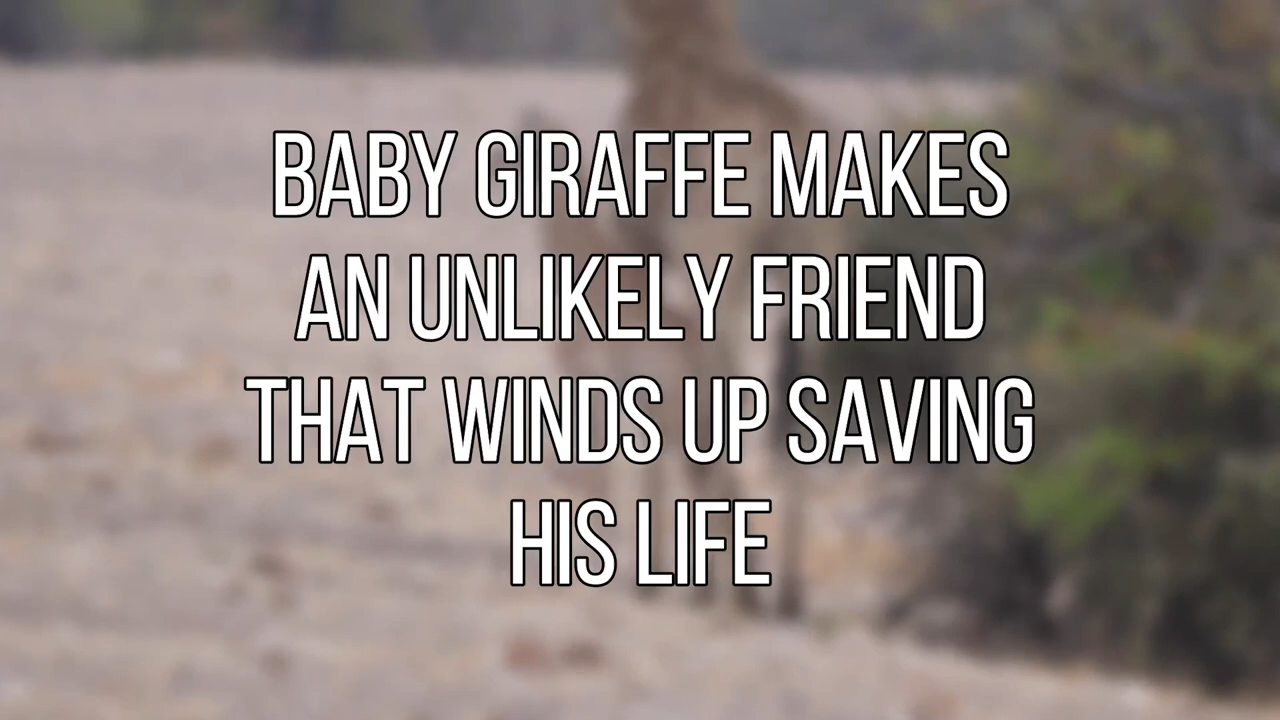 BABY GIRAFFE MAKES
AN UNLIKELY FRIEND
THAT WINDS UP SAVING
HIS LIFE